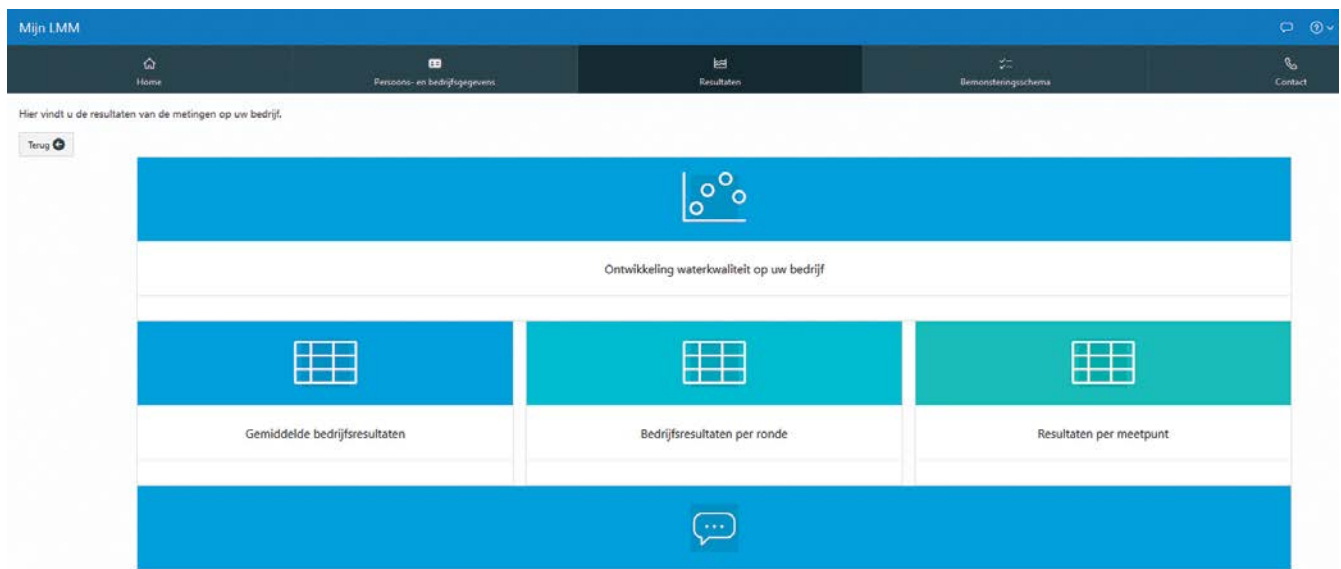 Mijn LMM
Home
Persoons- en bedrijfsgegevens
Resultaten
Bemonsteringsschema
Contact
Hier vindt u de resultaten van de metingen op uw bedrijf.
Terug
Ontwikkeling waterkwaliteit op uw bedrijf
Gemiddelde bedrijfsresultaten
Bedrijfsresultaten per ronde
Resultaten per meetpunt